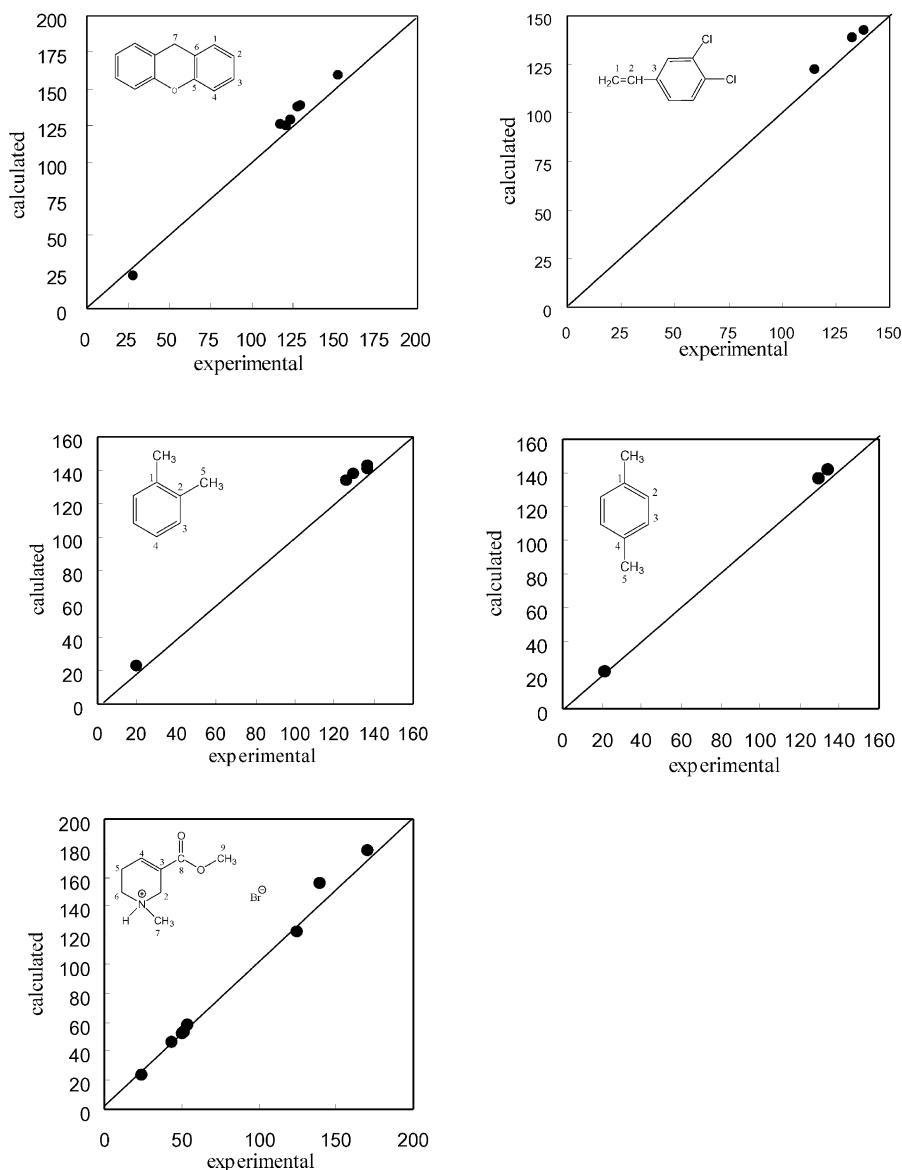 200
175
150
125
100
75
50
25
0
calculated
7
6
1
2
3
5
O
4
0 25 50 75 100 125 150 175 200
experimental
150
125
100
75
50
25
0
calculated
Cl
1 2 3
H₂C=CH
Cl
0 25 50 75 100 125 150
experimental
160
140
120
100
80
60
40
20
0
calulated
CH₃
1 2 5
CH₃
3
4
0 20 40 60 80 100 120 140 160
experimental
160
140
120
100
80
60
40
20
0
calculated
CH₃
1
2
3
4
CH₃
5
0 20 40 60 80 100 120 140 160
experimental
200
180
160
140
120
100
80
60
40
20
0
calculated
O
4 9
3 CH₃
5 8 O
6 2
⊕
N
H CH₃
7
Br⊖
0 50 100 150 200
experimental